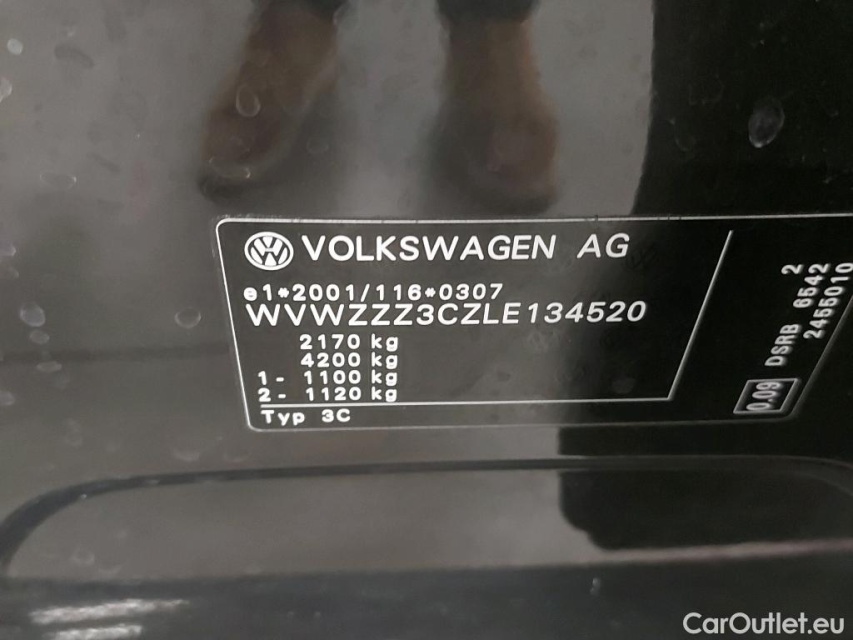 VOLKSWAGEN AG
e1*2001/116*0307
WVWZZZ3CZLE134520
2170 kg
4200 kg
1- 1100 kg
2- 1120 kg
Typ 3C
0.09
DSRB 6542 2
2455010
CarOutlet.eu